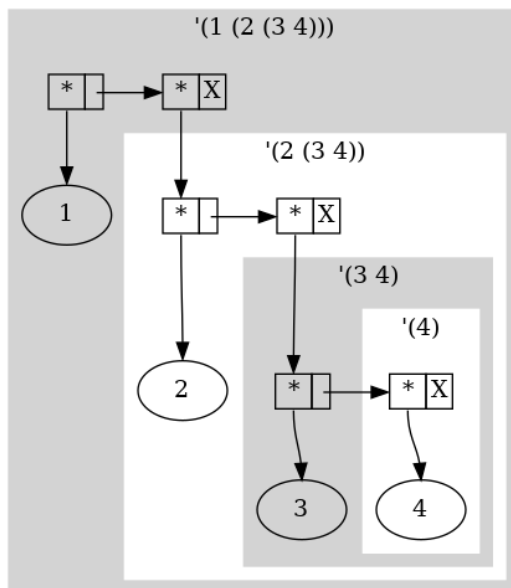 '(1 (2 (3 4)))
* * X
'(2 (3 4))
1 * * X
'(3 4)
'(4)
2 * * X
3 4